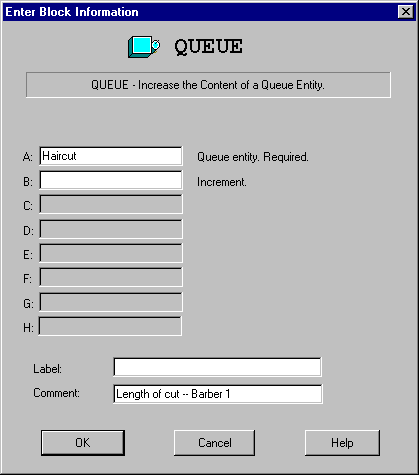 Enter Block Information
QUEUE
QUEUE - Increase the Content of a Queue Entity.
A: Haircut Queue entity. Required.
B: Increment.
C:
D:
E:
F:
G:
H:
Label:
Comment: Length of cut -- Barber 1
OK Cancel Help